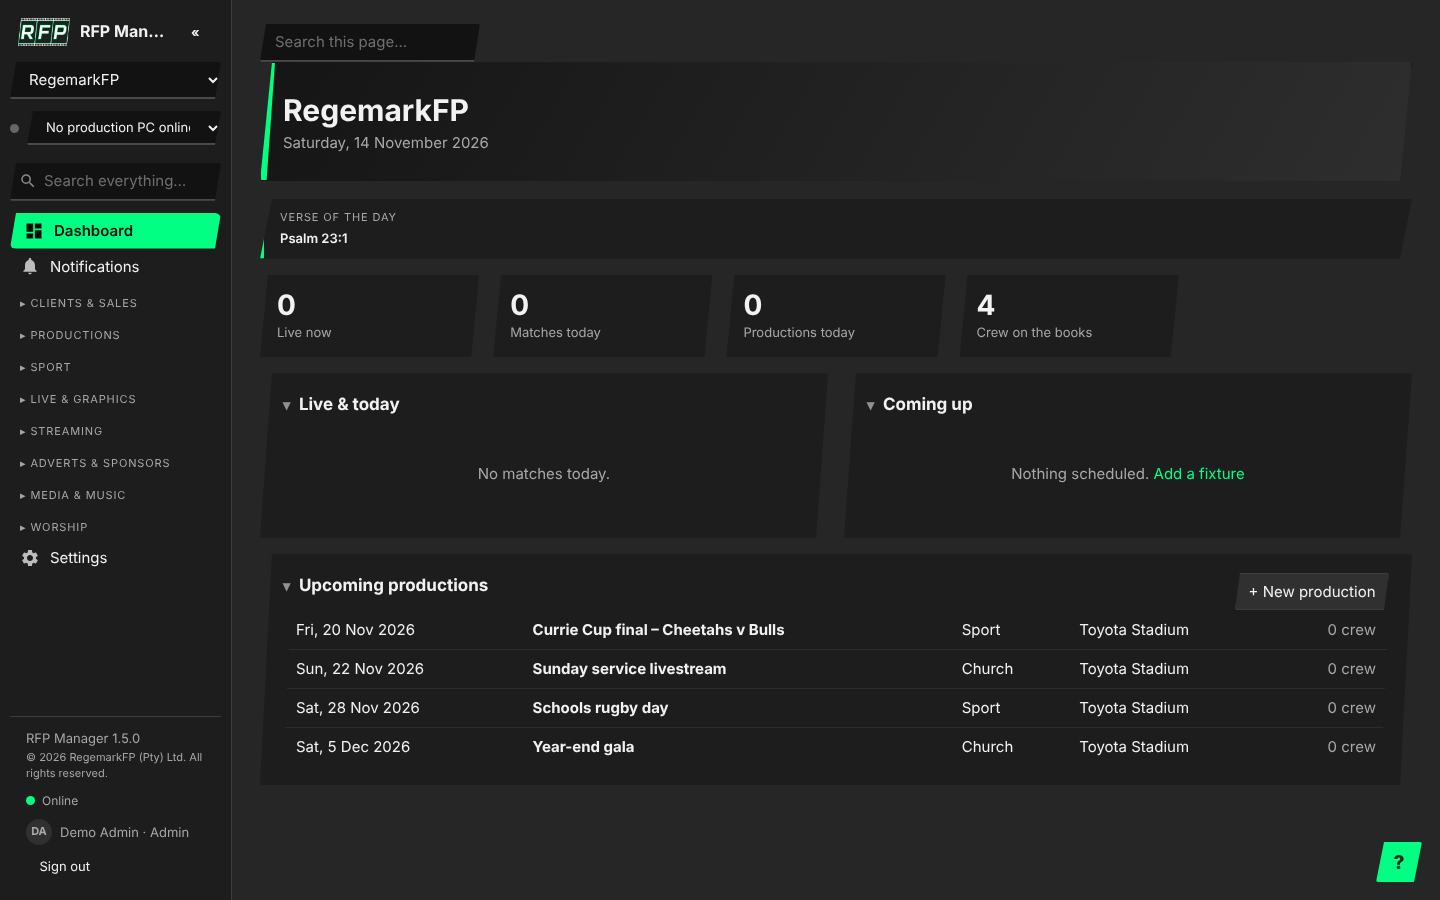 RFP RFP Man... «
RegemarkFP
No production PC onlin
Search everything...
Dashboard
Notifications
▸ CLIENTS & SALES
▸ PRODUCTIONS
▸ SPORT
▸ LIVE & GRAPHICS
▸ STREAMING
▸ ADVERTS & SPONSORS
▸ MEDIA & MUSIC
▸ WORSHIP
Settings
RFP Manager 1.5.0
© 2026 RegemarkFP (Pty) Ltd. All
rights reserved.
Online
DA Demo Admin · Admin
Sign out
Search this page...
RegemarkFP
Saturday, 14 November 2026
VERSE OF THE DAY
Psalm 23:1
0
Live now
0
Matches today
0
Productions today
4
Crew on the books
▾ Live & today
No matches today.
▾ Coming up
Nothing scheduled. Add a fixture
▾ Upcoming productions
+ New production
Fri, 20 Nov 2026 Currie Cup final – Cheetahs v Bulls Sport Toyota Stadium 0 crew
Sun, 22 Nov 2026 Sunday service livestream Church Toyota Stadium 0 crew
Sat, 28 Nov 2026 Schools rugby day Sport Toyota Stadium 0 crew
Sat, 5 Dec 2026 Year-end gala Church Toyota Stadium 0 crew
?